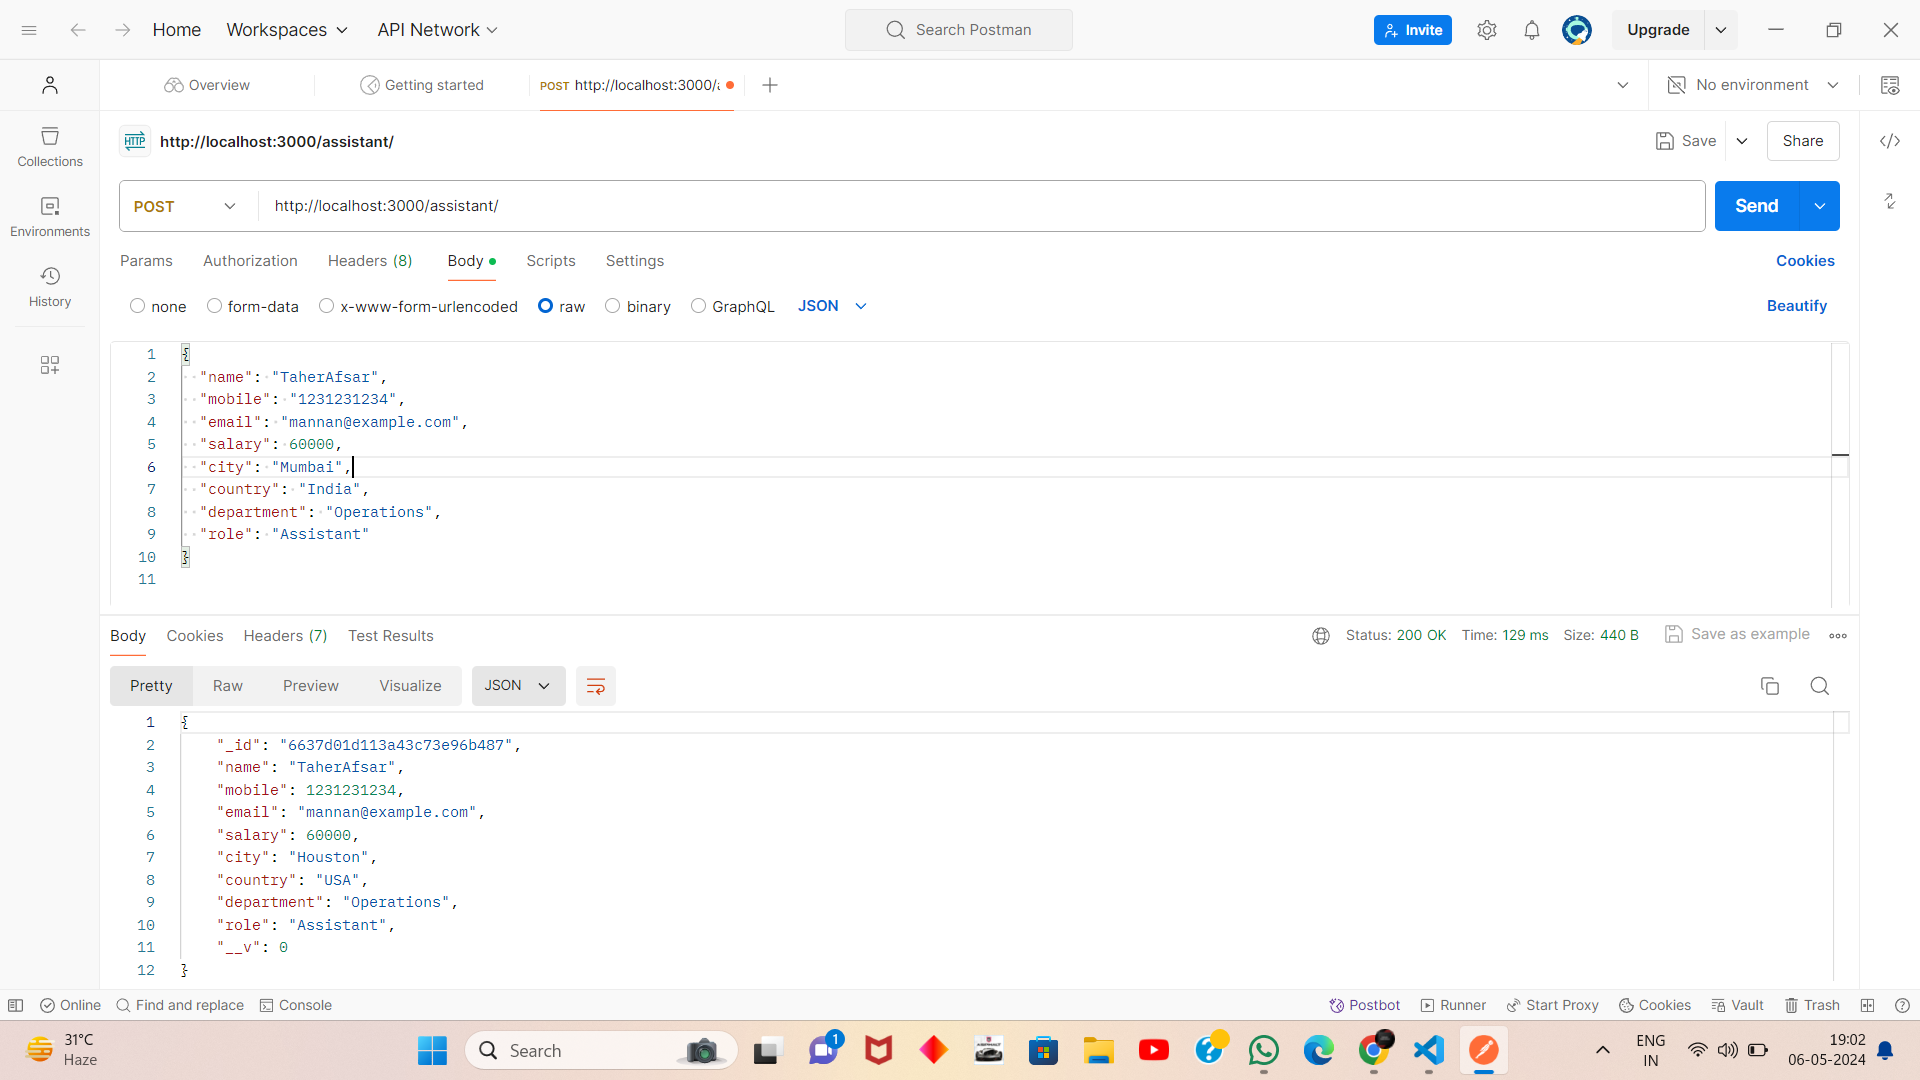 Home Workspaces API Network Search Postman Invite Upgrade
Overview Getting started POST http://localhost:3000/a No environment
HTTP http://localhost:3000/assistant/ Save Share
Collections
POST http://localhost:3000/assistant/ Send
Environments
Params Authorization Headers (8) Body Scripts Settings Cookies
History
none form-data x-www-form-urlencoded raw binary GraphQL JSON Beautify
1 {
2 "name": "TaherAfsar",
3 "mobile": "1231231234",
4 "email": "mannan@example.com",
5 "salary": 60000,
6 "city": "Mumbai",
7 "country": "India",
8 "department": "Operations",
9 "role": "Assistant"
10 }
11
Body Cookies Headers (7) Test Results Status: 200 OK Time: 129 ms Size: 440 B Save as example
Pretty Raw Preview Visualize JSON
1 {
2 "_id": "6637d01d113a43c73e96b487",
3 "name": "TaherAfsar",
4 "mobile": 1231231234,
5 "email": "mannan@example.com",
6 "salary": 60000,
7 "city": "Houston",
8 "country": "USA",
9 "department": "Operations",
10 "role": "Assistant",
11 "__v": 0
12 }
Online Find and replace Console Postbot Runner Start Proxy Cookies Vault Trash
31°C
Haze
Search
1
ENG
IN
19:02
06-05-2024